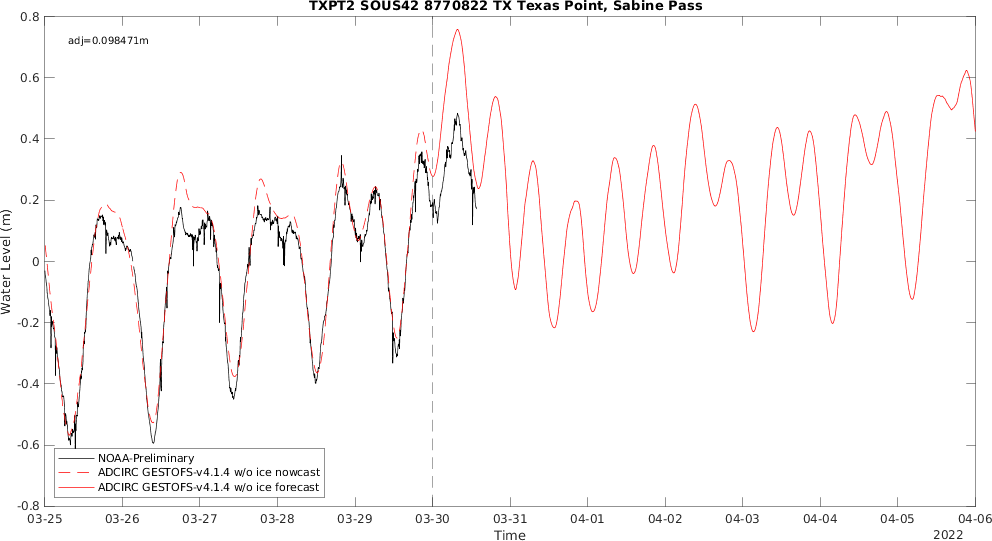 TXPT2 SOUS42 8770822 TX Texas Point, Sabine Pass
adj=0.098471m
0.8
0.6
0.4
0.2
0
-0.2
-0.4
-0.6
-0.8
Water Level (m)
NOAA-Preliminary
ADCIRC GESTOFS-v4.1.4 w/o ice nowcast
ADCIRC GESTOFS-v4.1.4 w/o ice forecast
03-25 03-26 03-27 03-28 03-29 03-30 03-31 04-01 04-02 04-03 04-04 04-05 04-06
Time
2022